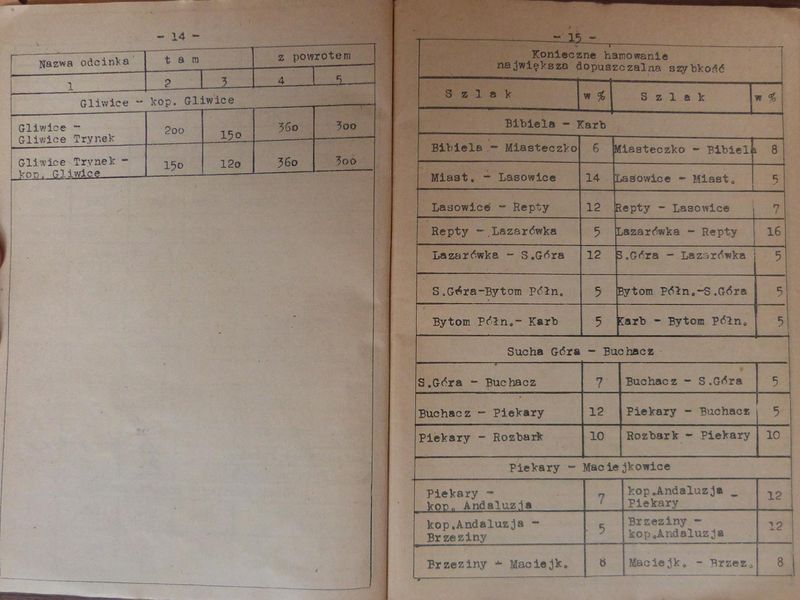 - 14 -
Nazwa odcinka t a m z powrotem
1 2 3 4 5
Gliwice - kop. Gliwice
Gliwice -
Gliwice Trynek 200 150 360 300
Gliwice Trynek -
kop. Gliwice 150 120 360 300
- 15 -
Konieczne hamowanie
największa dopuszczalna szybkość
S z l a k w % S z l a k w %
Bibiela - Karb
Bibiela - Miasteczko 6 Miasteczko - Bibiela 8
Miast. - Lasowice 14 Lasowice - Miast. 5
Lasowice - Repty 12 Repty - Lasowice 7
Repty - Lazarówka 5 Lazarówka - Repty 16
Lazarówka - S.Góra 12 S.Góra - Lazarówka 5
S.Góra-Bytom Półn. 5 Bytom Półn.-S.Góra 5
Bytom Półn.- Karb 5 Karb - Bytom Półn. 5
Sucha Góra - Buchacz
S.Góra - Buchacz 7 Buchacz - S.Góra 5
Buchacz - Piekary 12 Piekary - Buchacz 5
Piekary - Rozbark 10 Rozbark - Piekary 10
Piekary - Maciejkowice
Piekary -
kop. Andaluzja 7 kop.Andaluzja -
Piekary 12
kop.Andaluzja -
Brzeziny 5 Brzeziny -
kop.Andaluzja 12
Brzeziny - Maciejk. 8 Maciejk. - Brzez. 8